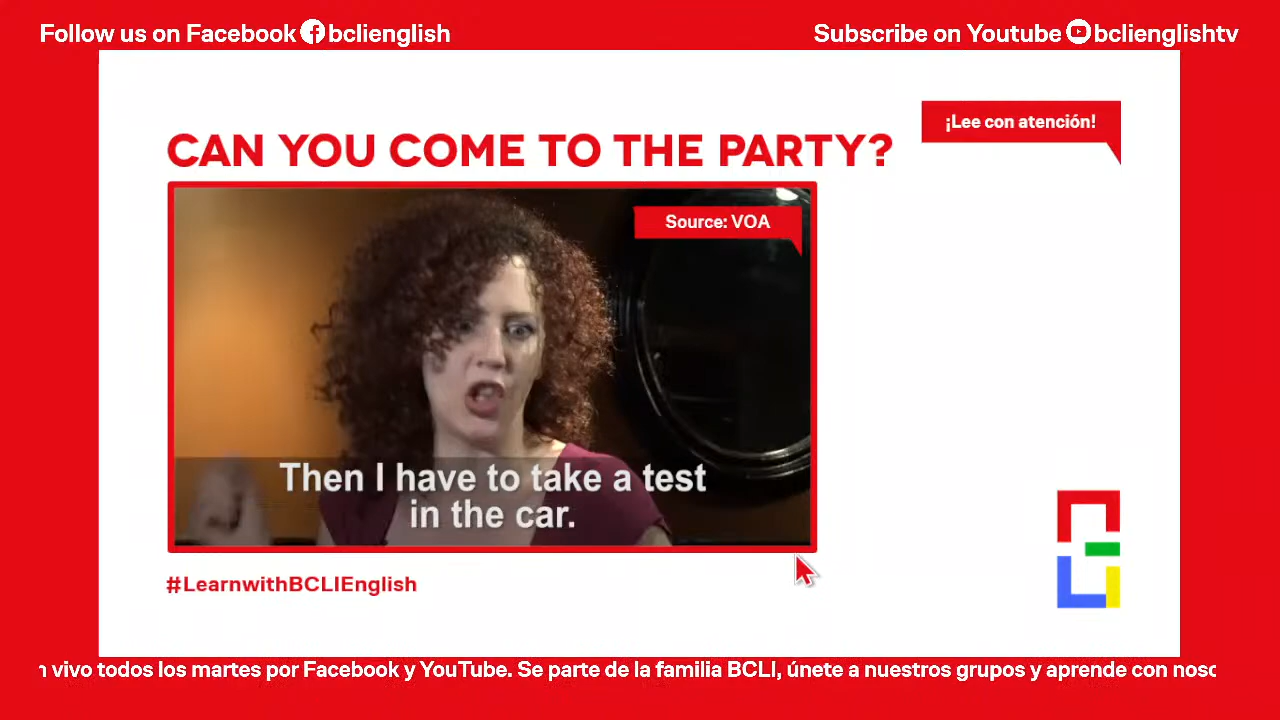 Follow us on Facebook bclienglish
Subscribe on Youtube bclienglishtv
¡Lee con atención!
CAN YOU COME TO THE PARTY?
Source: VOA
Then I have to take a test
in the car.
#LearnwithBCLIEnglish
vivo todos los martes por Facebook y YouTube. Se parte de la familia BCLI, únete a nuestros grupos y aprende con